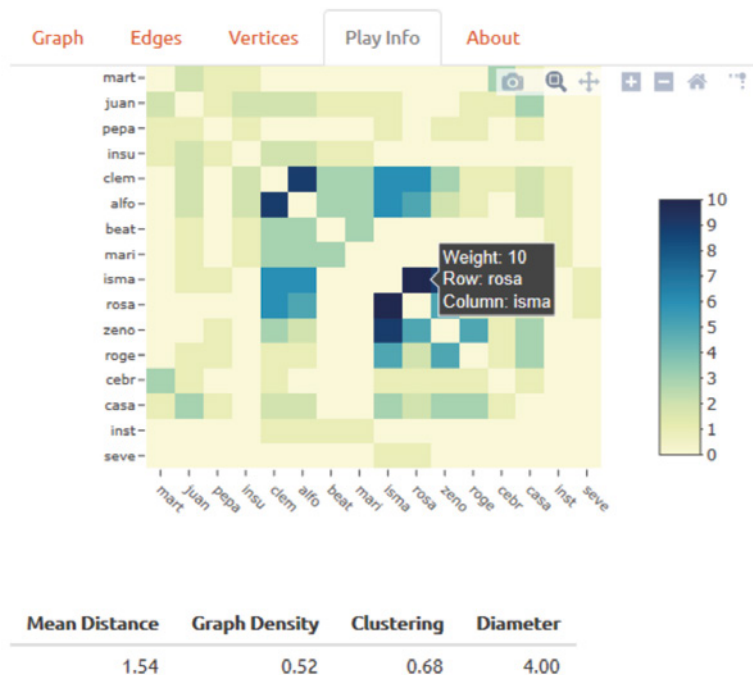 Graph Edges Vertices Play Info About
mart
juan
pepa
insu
clem
alfo
beat
mari
isma
rosa
zeno
roge
cebr
casa
inst
seve
Weight: 10
Row: rosa
Column: isma
10
9
8
7
6
5
4
3
2
1
0
mart juan pepa insu clem alfo beat mari isma rosa zeno roge cebr casa inst seve
Mean Distance Graph Density Clustering Diameter
1.54 0.52 0.68 4.00